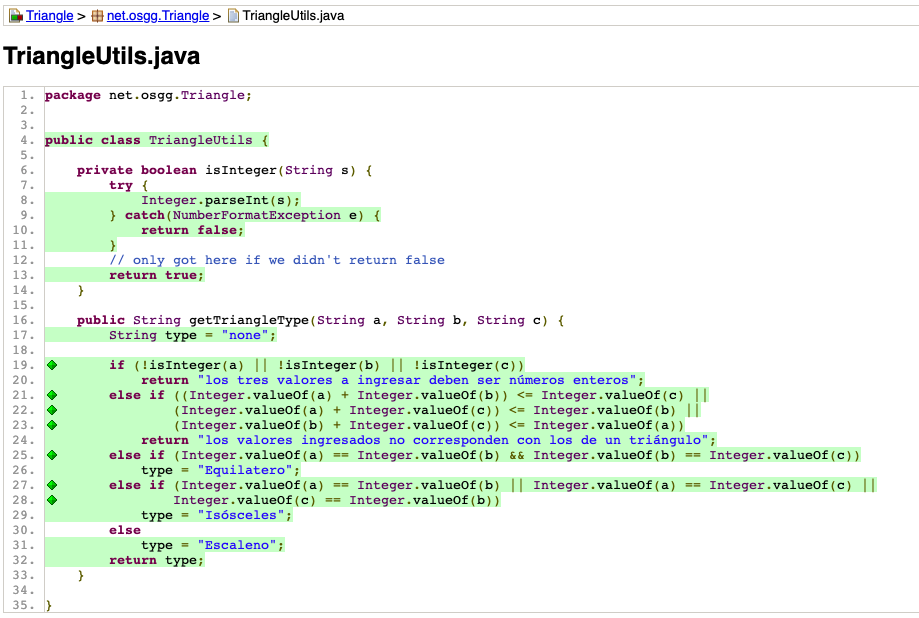 Triangle > net.osgg.Triangle > TriangleUtils.java
TriangleUtils.java
1. package net.osgg.Triangle;
2.
3.
4. public class TriangleUtils {
5.
6.     private boolean isInteger(String s) {
7.         try {
8.             Integer.parseInt(s);
9.         } catch(NumberFormatException e) {
10.             return false;
11.         }
12.         // only got here if we didn't return false
13.         return true;
14.     }
15.
16.     public String getTriangleType(String a, String b, String c) {
17.         String type = "none";
18.
19.         if (!isInteger(a) || !isInteger(b) || !isInteger(c))
20.             return "los tres valores a ingresar deben ser números enteros";
21.         else if ((Integer.valueOf(a) + Integer.valueOf(b)) <= Integer.valueOf(c) ||
22.                 (Integer.valueOf(a) + Integer.valueOf(c)) <= Integer.valueOf(b) ||
23.                 (Integer.valueOf(b) + Integer.valueOf(c)) <= Integer.valueOf(a))
24.             return "los valores ingresados no corresponden con los de un triángulo";
25.         else if (Integer.valueOf(a) == Integer.valueOf(b) && Integer.valueOf(b) == Integer.valueOf(c))
26.             type = "Equilatero";
27.         else if (Integer.valueOf(a) == Integer.valueOf(b) || Integer.valueOf(a) == Integer.valueOf(c) ||
28.                 Integer.valueOf(c) == Integer.valueOf(b))
29.             type = "Isósceles";
30.         else
31.             type = "Escaleno";
32.         return type;
33.     }
34.
35. }